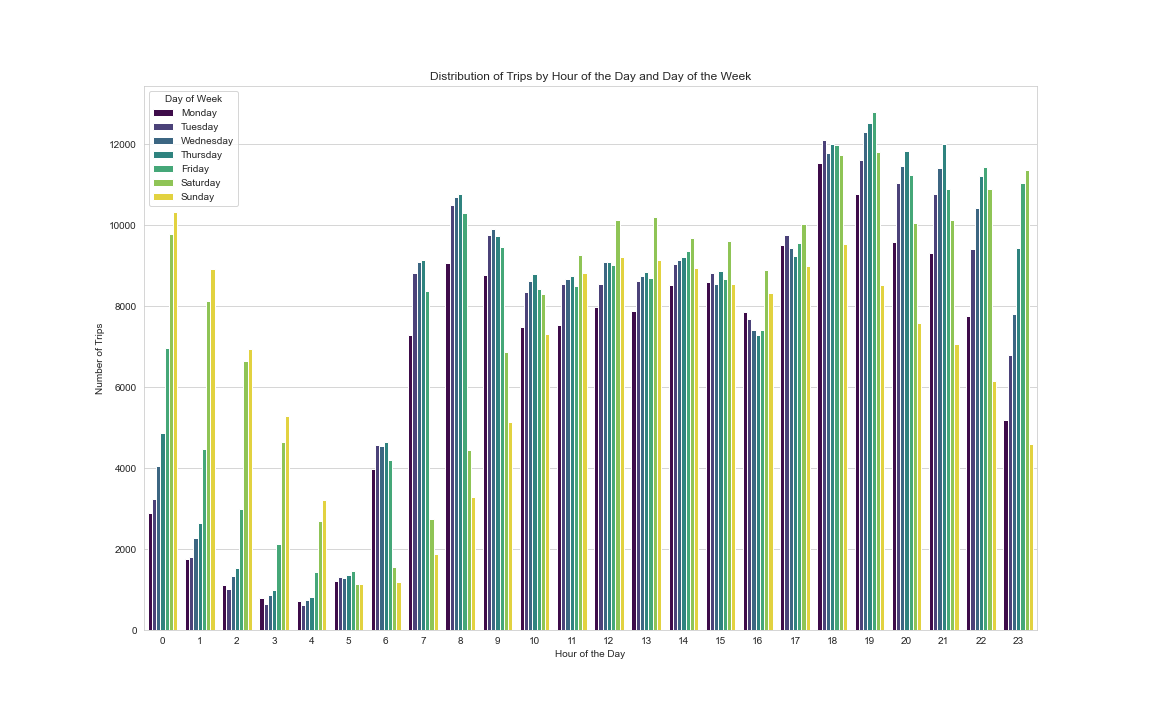 Distribution of Trips by Hour of the Day and Day of the Week
Day of Week
Monday
Tuesday
Wednesday
Thursday
Friday
Saturday
Sunday
Number of Trips
12000
10000
8000
6000
4000
2000
0
0 1 2 3 4 5 6 7 8 9 10 11 12 13 14 15 16 17 18 19 20 21 22 23
Hour of the Day